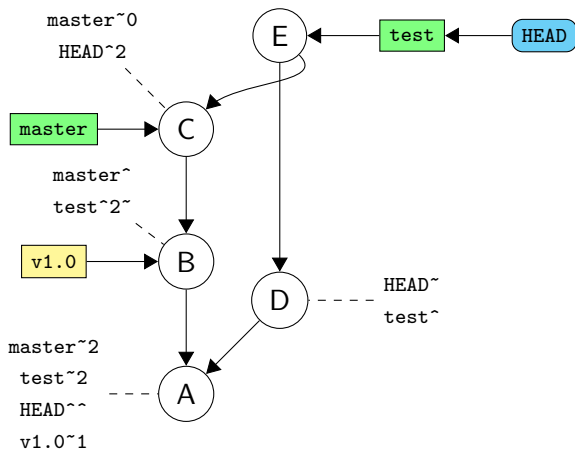 master~0
HEAD^2
E
test
HEAD
master
C
master^
test^2~
v1.0
B
D
HEAD~
test^
master~2
test~2
HEAD^^
v1.0~1
A